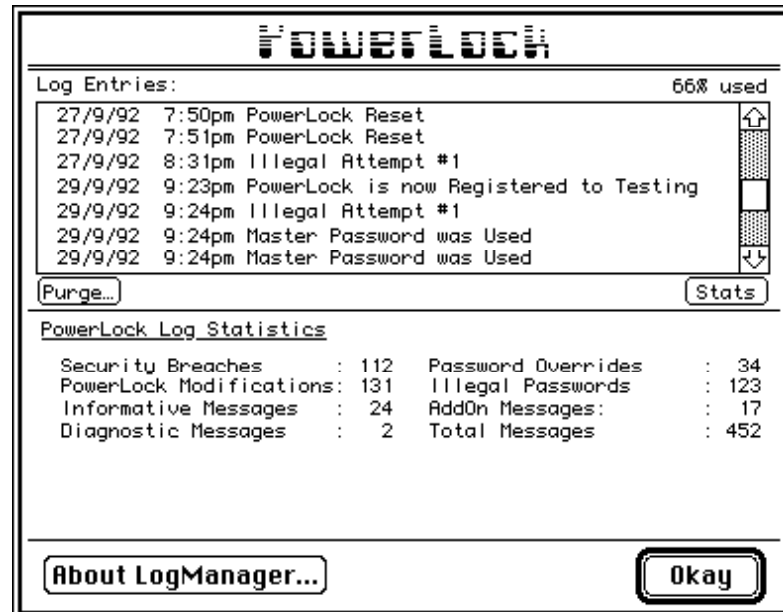 PowerLock
Log Entries: 66% used
27/9/92 7:50pm PowerLock Reset
27/9/92 7:51pm PowerLock Reset
27/9/92 8:31pm Illegal Attempt #1
29/9/92 9:23pm PowerLock is now Registered to Testing
29/9/92 9:24pm Illegal Attempt #1
29/9/92 9:24pm Master Password was Used
29/9/92 9:24pm Master Password was Used
Purge… Stats
PowerLock Log Statistics
Security Breaches : 112 Password Overrides : 34
PowerLock Modifications: 131 Illegal Passwords : 123
Informative Messages : 24 AddOn Messages: : 17
Diagnostic Messages : 2 Total Messages : 452
About LogManager... Okay